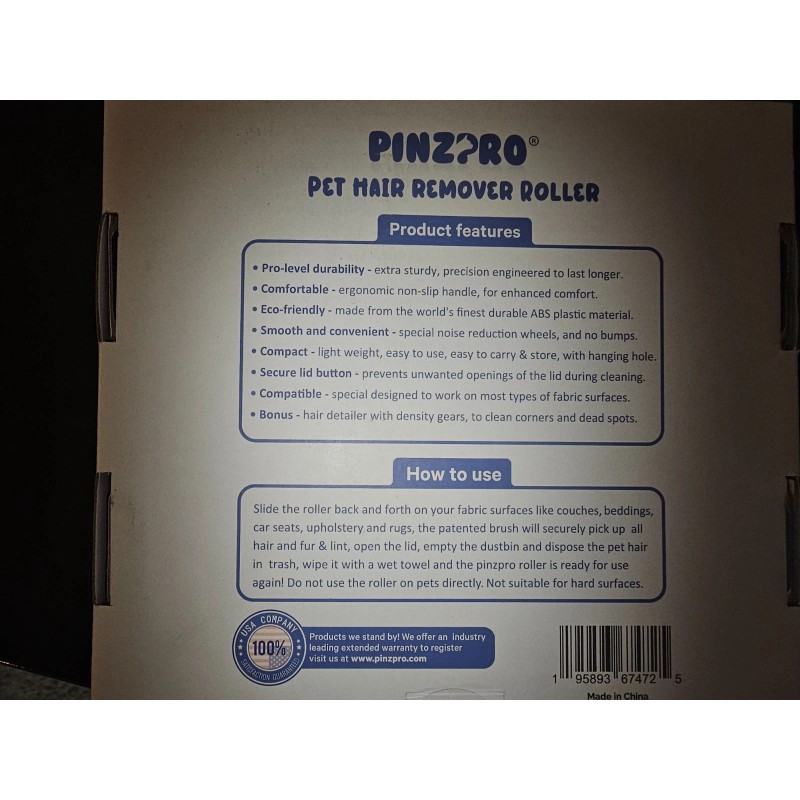 PINZPRO®
PET HAIR REMOVER ROLLER
Product features
• Pro-level durability - extra sturdy, precision engineered to last longer.
• Comfortable - ergonomic non-slip handle, for enhanced comfort.
• Eco-friendly - made from the world's finest durable ABS plastic material.
• Smooth and convenient - special noise reduction wheels, and no bumps.
• Compact - light weight, easy to use, easy to carry & store, with hanging hole.
• Secure lid button - prevents unwanted openings of the lid during cleaning.
• Compatible - special designed to work on most types of fabric surfaces.
• Bonus - hair detailer with density gears, to clean corners and dead spots.
How to use
Slide the roller back and forth on your fabric surfaces like couches, beddings,
car seats, upholstery and rugs, the patented brush will securely pick up all
hair and fur & lint, open the lid, empty the dustbin and dispose the pet hair
in trash, wipe it with a wet towel and the pinzpro roller is ready for use
again! Do not use the roller on pets directly. Not suitable for hard surfaces.
USA COMPANY
100%
SATISFACTION GUARANTEED
Products we stand by! We offer an industry
leading extended warranty to register
visit us at www.pinzpro.com
1 95893 67472 5
Made in China